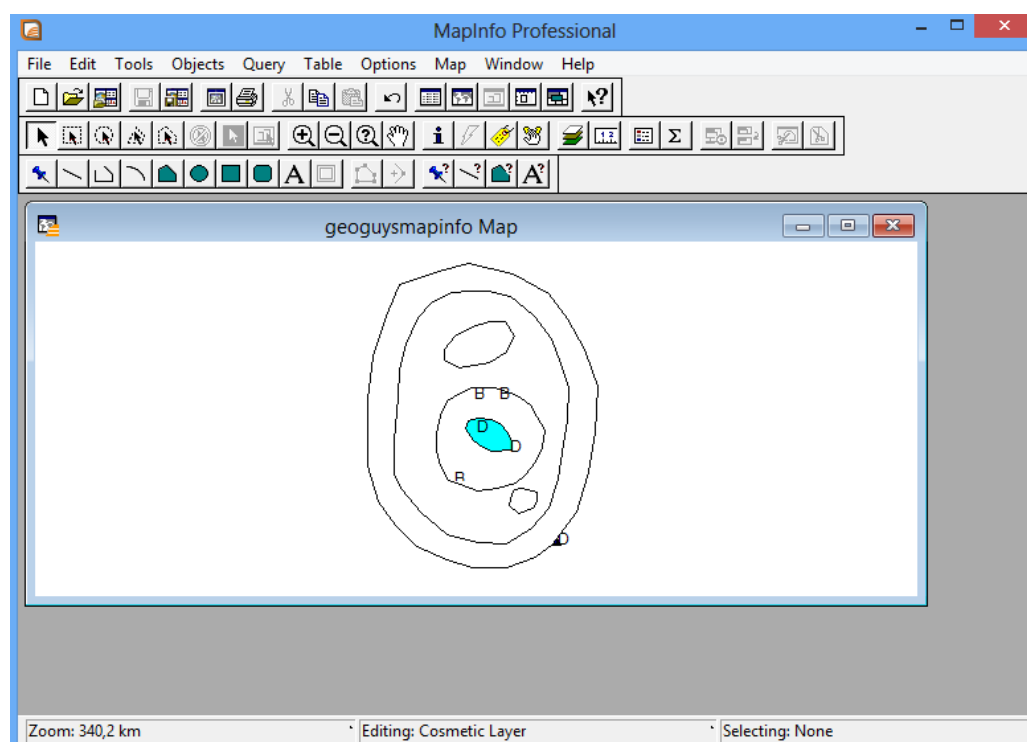 MapInfo Professional
File Edit Tools Objects Query Table Options Map Window Help
A A?
geoguysmapinfo Map
B B
D
D
B
D
Zoom: 340,2 km Editing: Cosmetic Layer Selecting: None